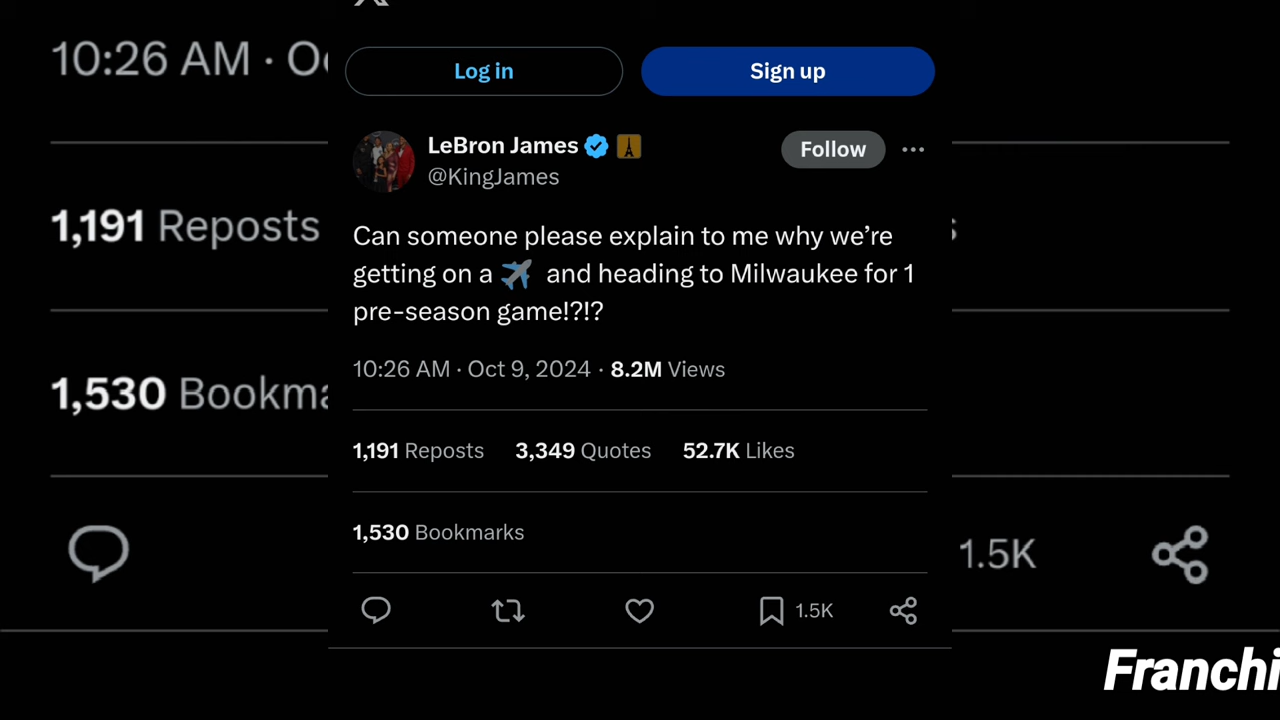 Log in
Sign up
LeBron James
Follow
@KingJames
Can someone please explain to me why we’re
getting on a ✈️ and heading to Milwaukee for 1
pre-season game!?!?
10:26 AM · Oct 9, 2024 · 8.2M Views
1,191 Reposts 3,349 Quotes 52.7K Likes
1,530 Bookmarks
1.5K
10:26 AM · Oc
1,191 Reposts
s
1,530 Bookma
1.5K
Franchi